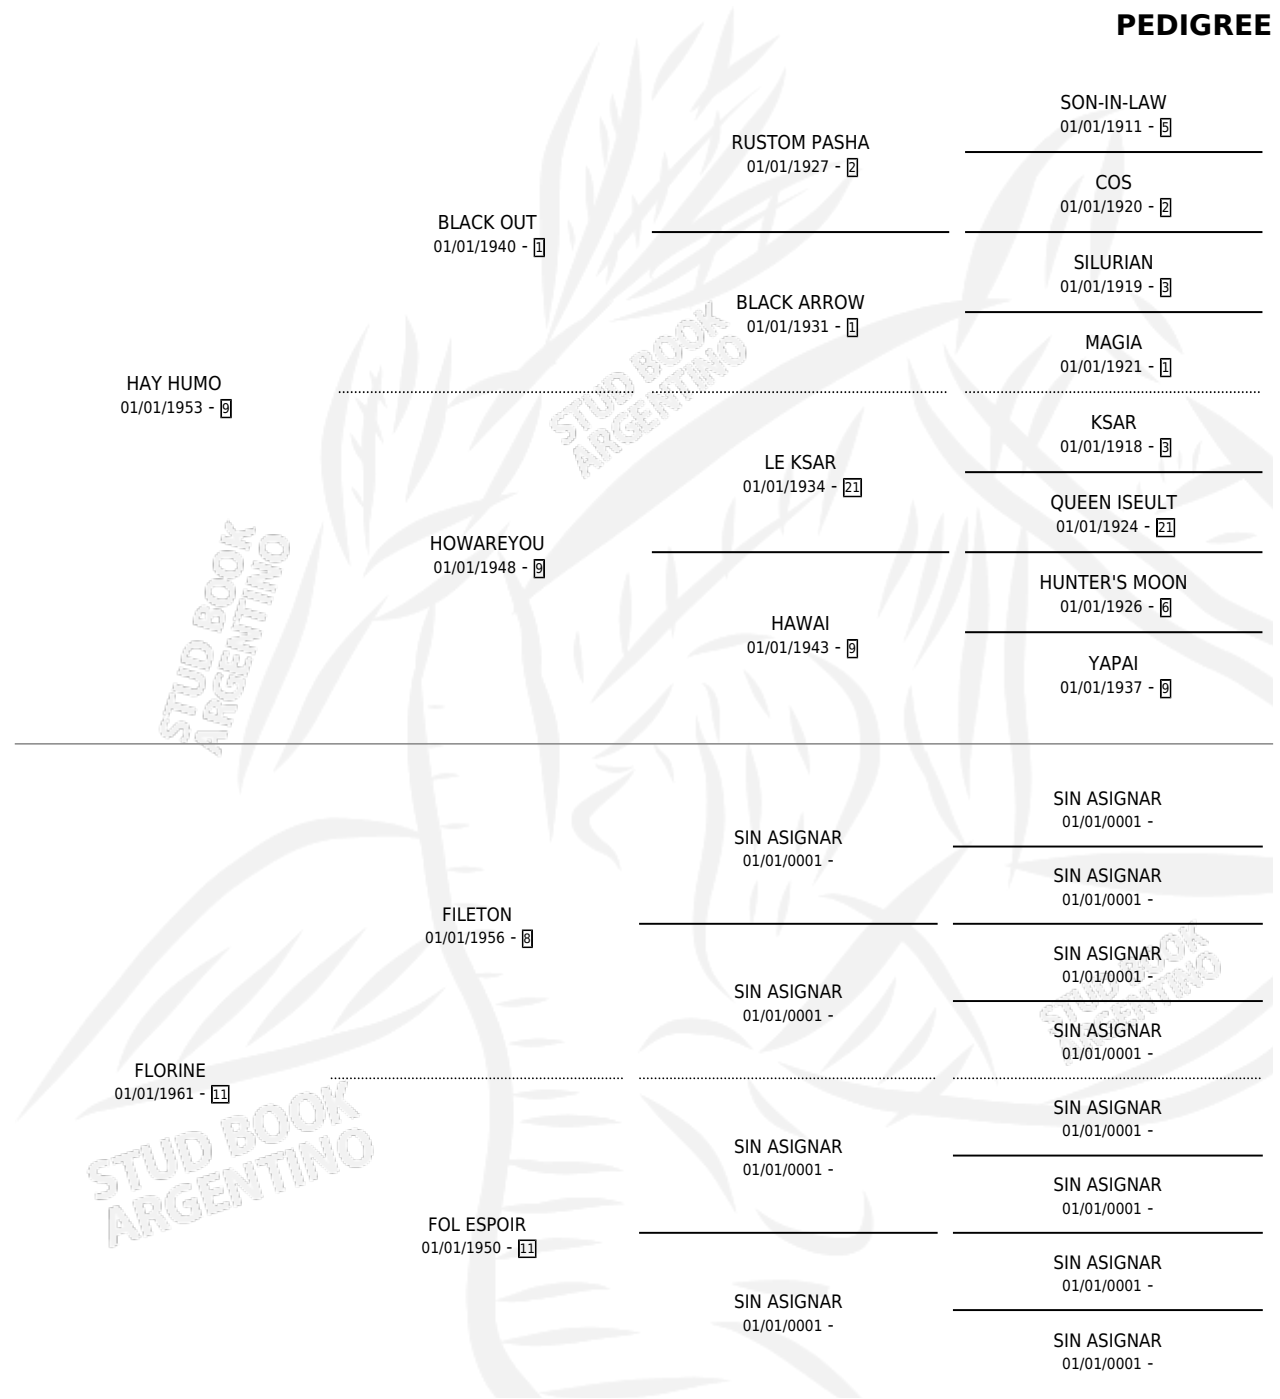 PEDIGREE
SON-IN-LAW
01/01/1911 - 5
RUSTOM PASHA
01/01/1927 - 2
COS
01/01/1920 - 2
BLACK OUT
01/01/1940 - 1
SILURIAN
01/01/1919 - 3
BLACK ARROW
01/01/1931 - 1
MAGIA
01/01/1921 - 1
HAY HUMO
01/01/1953 - 9
KSAR
01/01/1918 - 3
LE KSAR
01/01/1934 - 21
QUEEN ISEULT
01/01/1924 - 21
HOWAREYOU
01/01/1948 - 9
HUNTER'S MOON
01/01/1926 - 6
HAWAI
01/01/1943 - 9
YAPAI
01/01/1937 - 9
SIN ASIGNAR
01/01/0001 -
SIN ASIGNAR
01/01/0001 -
SIN ASIGNAR
01/01/0001 -
FILETON
01/01/1956 - 8
SIN ASIGNAR
01/01/0001 -
SIN ASIGNAR
01/01/0001 -
SIN ASIGNAR
01/01/0001 -
FLORINE
01/01/1961 - 11
SIN ASIGNAR
01/01/0001 -
SIN ASIGNAR
01/01/0001 -
SIN ASIGNAR
01/01/0001 -
FOL ESPOIR
01/01/1950 - 11
SIN ASIGNAR
01/01/0001 -
SIN ASIGNAR
01/01/0001 -
SIN ASIGNAR
01/01/0001 -
STUD BOOK
ARGENTINO
STUD BOOK
ARGENTINO
STUD BOOK
ARGENTINO
STUD BOOK
ARGENTINO